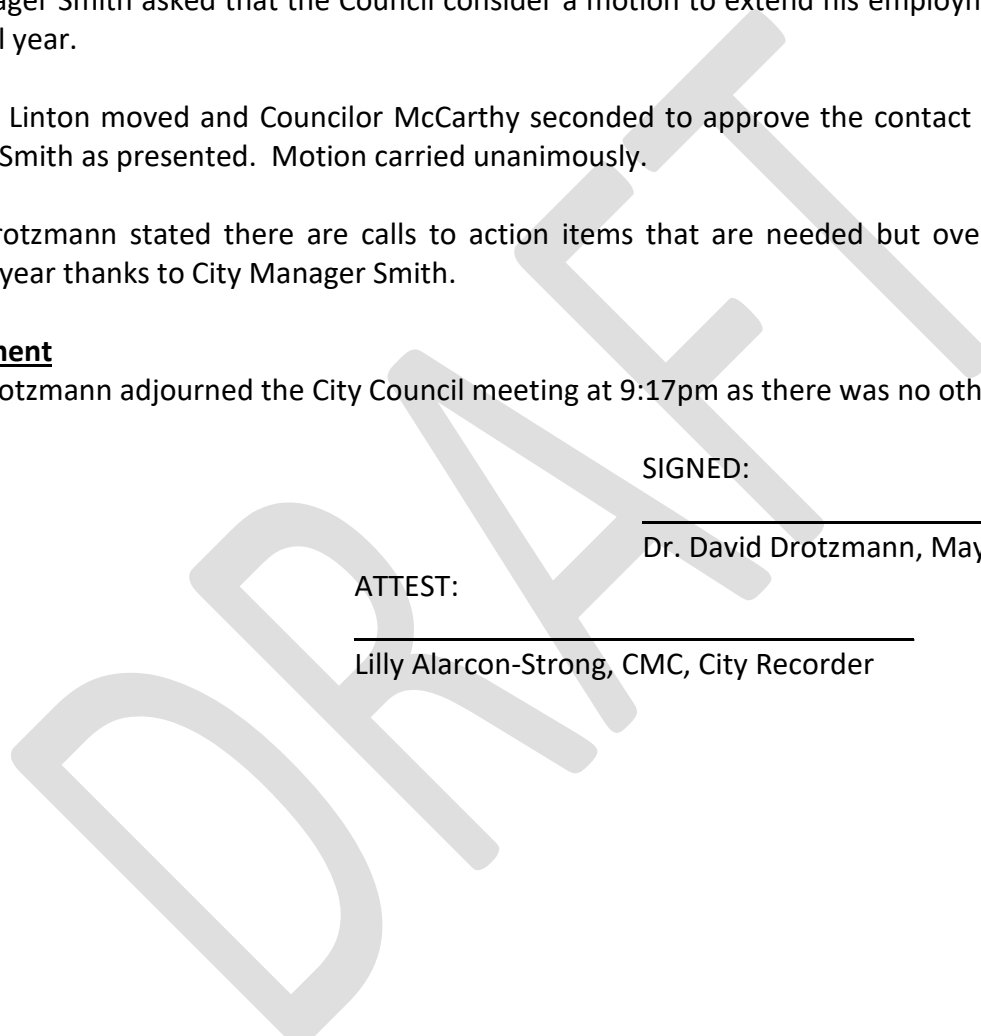 ager Smith asked that the Council consider a motion to extend his employm
l year.
Linton moved and Councilor McCarthy seconded to approve the contact
Smith as presented. Motion carried unanimously.
rotzmann stated there are calls to action items that are needed but ove
year thanks to City Manager Smith.
ment
otzmann adjourned the City Council meeting at 9:17pm as there was no oth
SIGNED:
Dr. David Drotzmann, May
ATTEST:
Lilly Alarcon-Strong, CMC, City Recorder
DRAFT